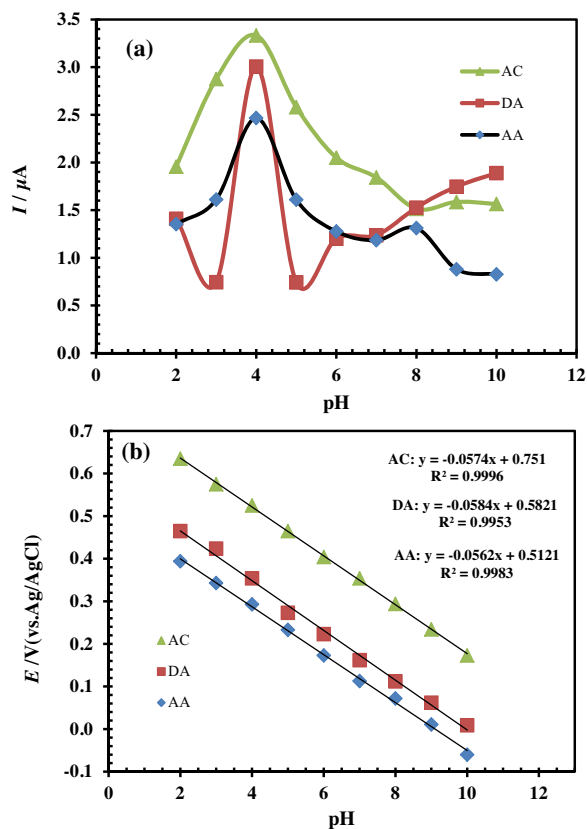 (a)
3.5
3.0
2.5
2.0
1.5
1.0
0.5
0.0
I / µA
AC
DA
AA
0 2 4 6 8 10 12
pH
(b)
0.7
0.6
0.5
0.4
0.3
0.2
0.1
0.0
-0.1
E /V(vs.Ag/AgCl)
AC: y = -0.0574x + 0.751
R² = 0.9996
DA: y = -0.0584x + 0.5821
R² = 0.9953
AA: y = -0.0562x + 0.5121
R² = 0.9983
AC
DA
AA
0 2 4 6 8 10 12
pH